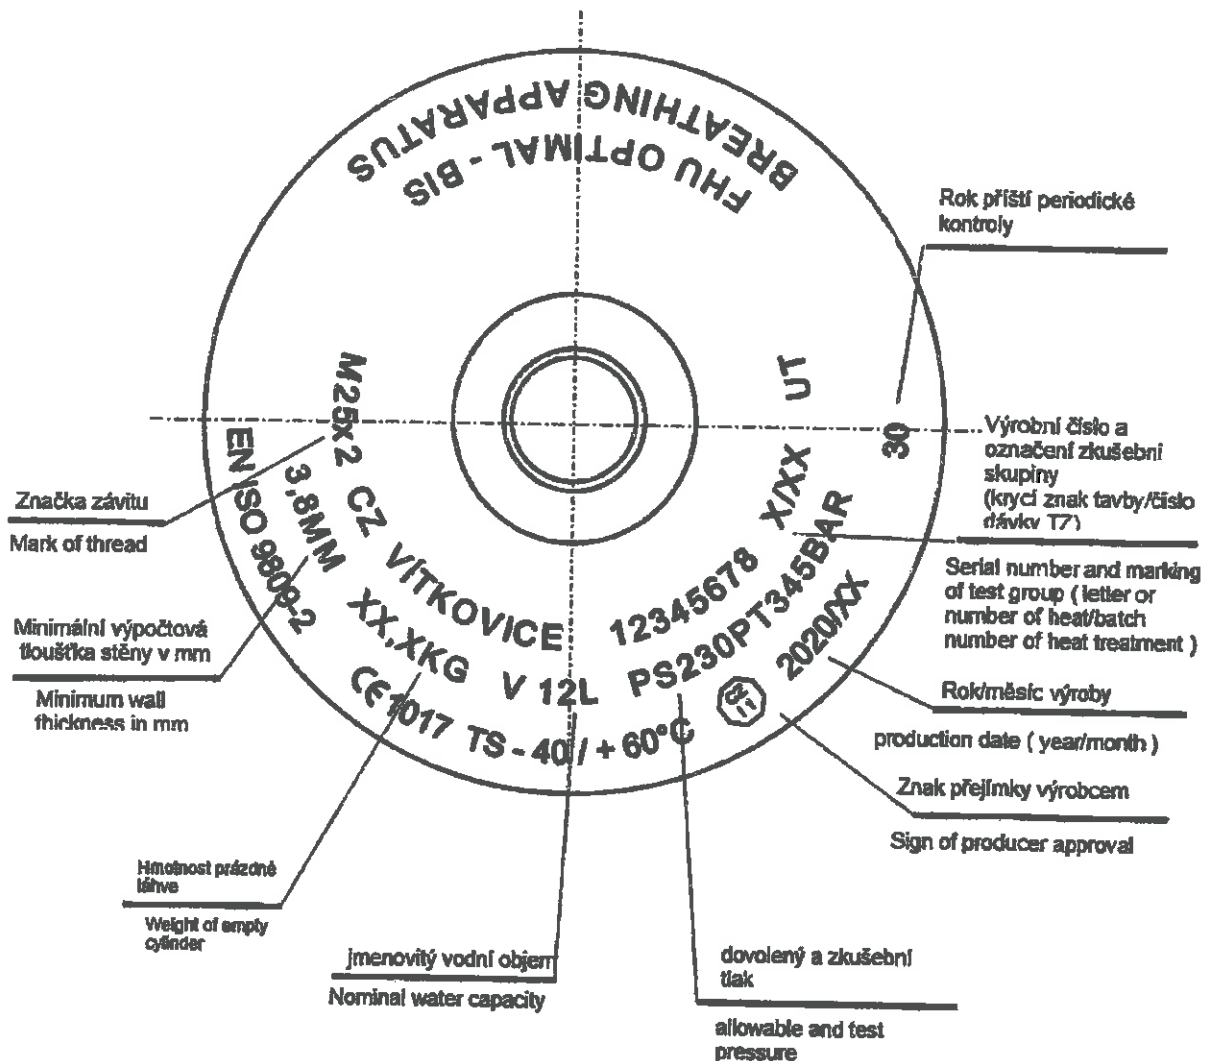 BREATHING APPARATUS
FHU OPTIMAL - BIS
M25x2 CZ VÍTKOVICE 12345678 X/XX UT
3,8MM XX,XKG V 12L PS230PT345BAR
EN ISO 9809-2 CE1017 TS - 40 / + 60°C CZ 11 2020/XX 30
Rok příští periodické
kontroly
Výrobní číslo a
označení zkušební
skupiny
(krycí znak tavby/číslo
dávky TZ)
Serial number and marking
of test group ( letter or
number of heat/batch
number of heat treatment )
Rok/měsíc výroby
production date ( year/month )
Znak přejímky výrobcem
Sign of producer approval
dovolený a zkušební
tlak
allowable and test
pressure
jmenovitý vodní objem
Nominal water capacity
Hmotnost prázdné
láhve
Weight of empty
cylinder
Minimální výpočtová
tloušťka stěny v mm
Minimum wall
thickness in mm
Značka závitu
Mark of thread